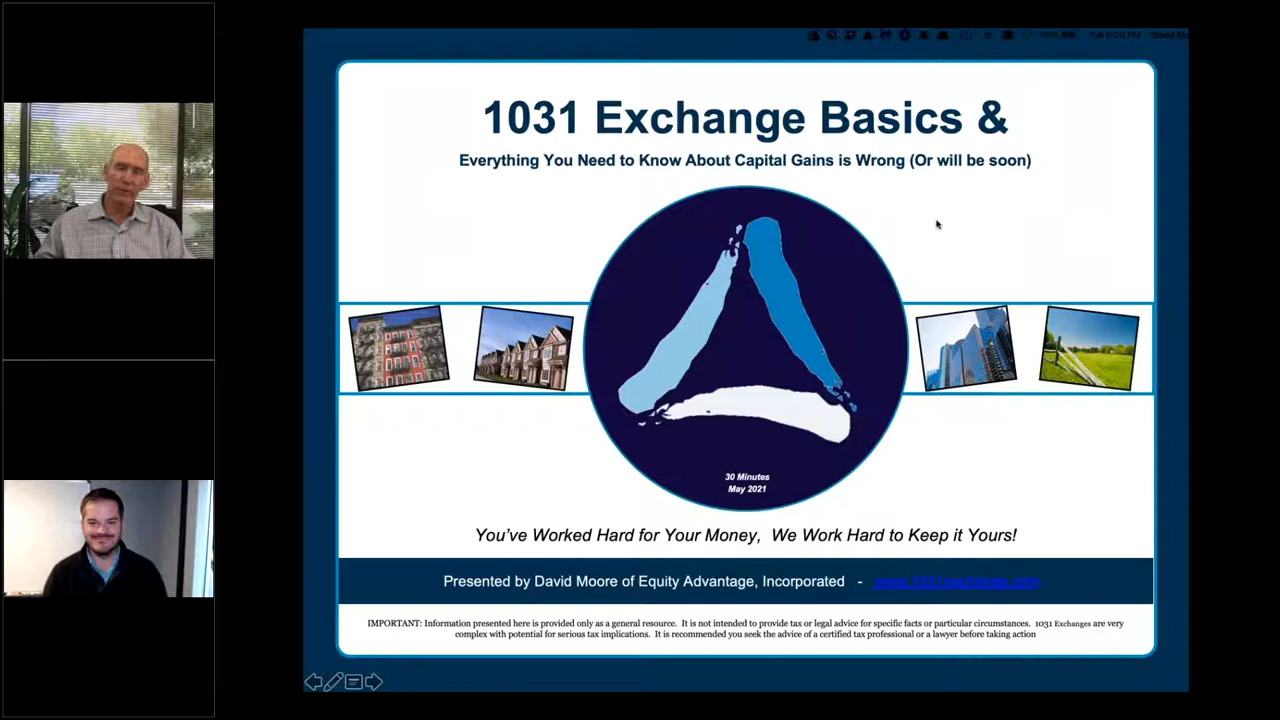 1031 Exchange Basics &
Everything You Need to Know About Capital Gains is Wrong (Or will be soon)
30 Minutes
May 2021
You've Worked Hard for Your Money, We Work Hard to Keep it Yours!
Presented by David Moore of Equity Advantage, Incorporated - www.1031exchange.com
IMPORTANT: Information presented here is provided only as a general resource. It is not intended to provide tax or legal advice for specific facts or particular circumstances. 1031 Exchanges are very
complex with potential for serious tax implications. It is recommended you seek the advice of a certified tax professional or a lawyer before taking action